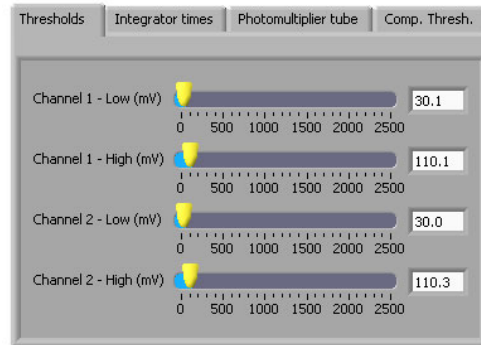 Thresholds Integrator times Photomultiplier tube Comp. Thresh.
Channel 1 - Low (mV) 30.1
0 500 1000 1500 2000 2500
Channel 1 - High (mV) 110.1
0 500 1000 1500 2000 2500
Channel 2 - Low (mV) 30.0
0 500 1000 1500 2000 2500
Channel 2 - High (mV) 110.3
0 500 1000 1500 2000 2500